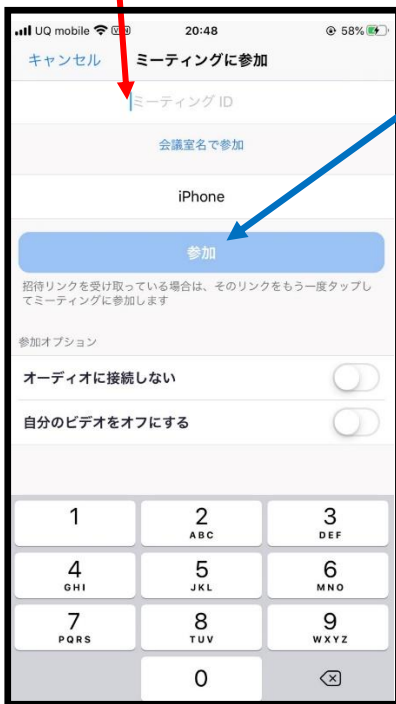 UQ mobile VPN 20:48 58%
キャンセル ミーティングに参加
ミーティング ID
会議室名で参加
iPhone
参加
招待リンクを受け取っている場合は、そのリンクをもう一度タップし
てミーティングに参加します
参加オプション
オーディオに接続しない
自分のビデオをオフにする
1 2 3
ABC DEF
4 5 6
GHI JKL MNO
7 8 9
PQRS TUV WXYZ
0